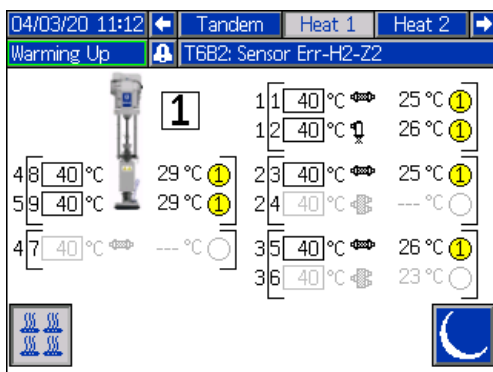 04/03/20 11:12 Tandem Heat 1 Heat 2
Warming Up T6B2: Sensor Err-H2-Z2
1
1 1 40 °C 25 °C 1
1 2 40 °C 26 °C 1
4 8 40 °C 29 °C 1
2 3 40 °C 25 °C 1
5 9 40 °C 29 °C 1
2 4 40 °C --- °C
4 7 40 °C --- °C
3 5 40 °C 26 °C 1
3 6 40 °C 23 °C